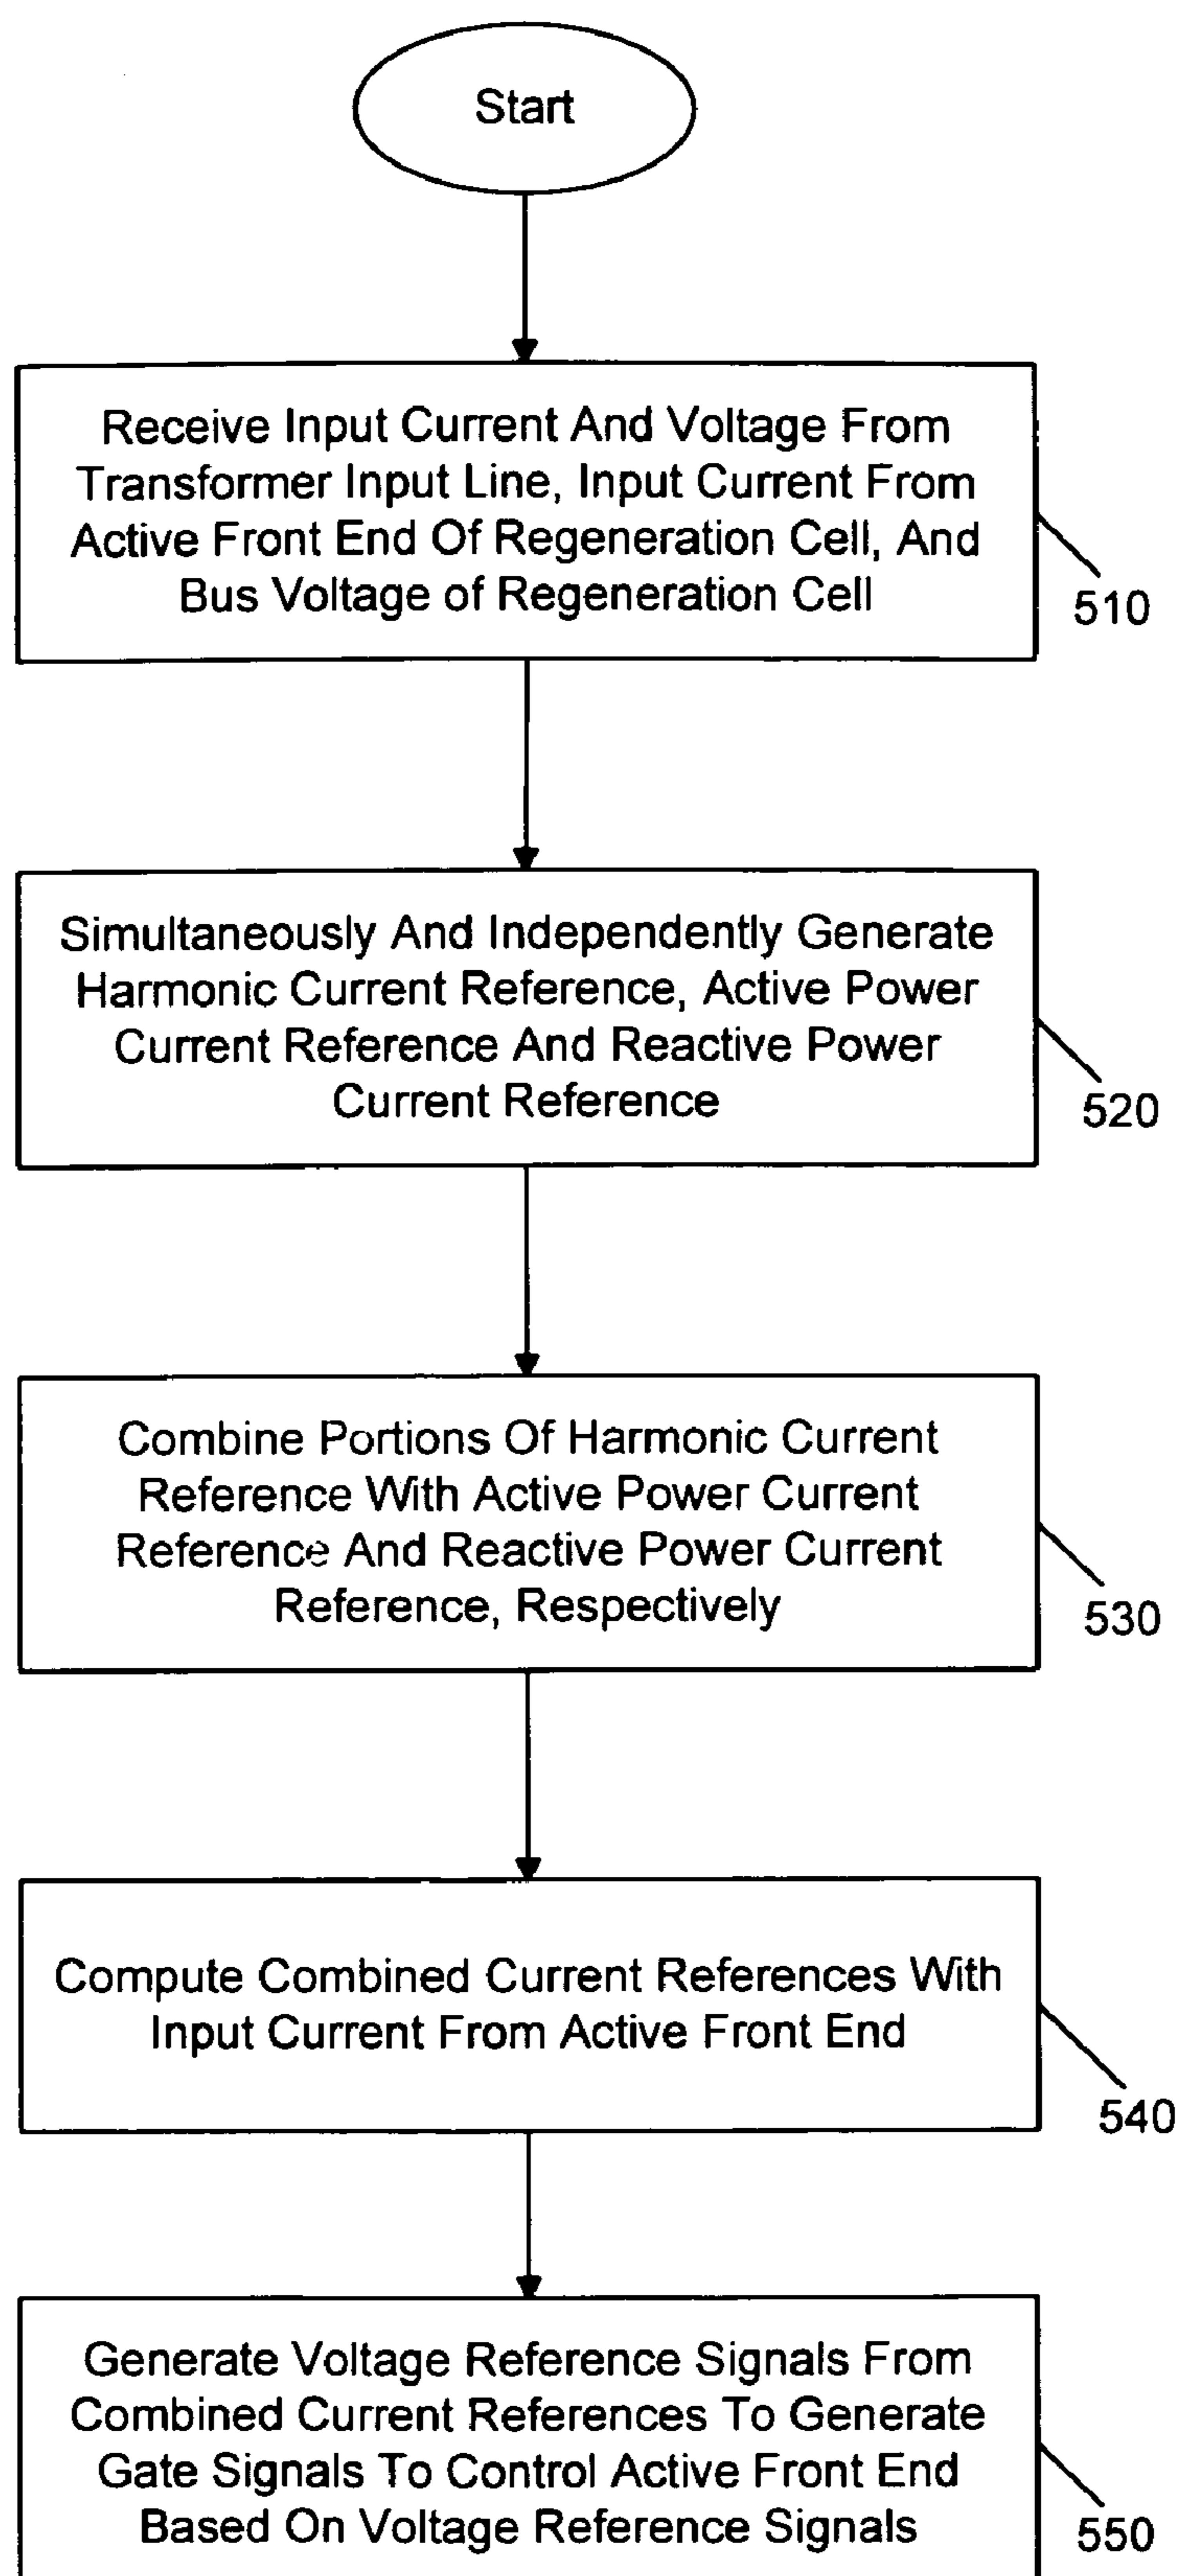 Start
Receive Input Current And Voltage From
Transformer Input Line, Input Current From
Active Front End Of Regeneration Cell, And
Bus Voltage of Regeneration Cell
510
Simultaneously And Independently Generate
Harmonic Current Reference, Active Power
Current Reference And Reactive Power
Current Reference
520
Combine Portions Of Harmonic Current
Reference With Active Power Current
Reference And Reactive Power Current
Reference, Respectively
530
Compute Combined Current References With
Input Current From Active Front End
540
Generate Voltage Reference Signals From
Combined Current References To Generate
Gate Signals To Control Active Front End
Based On Voltage Reference Signals
550